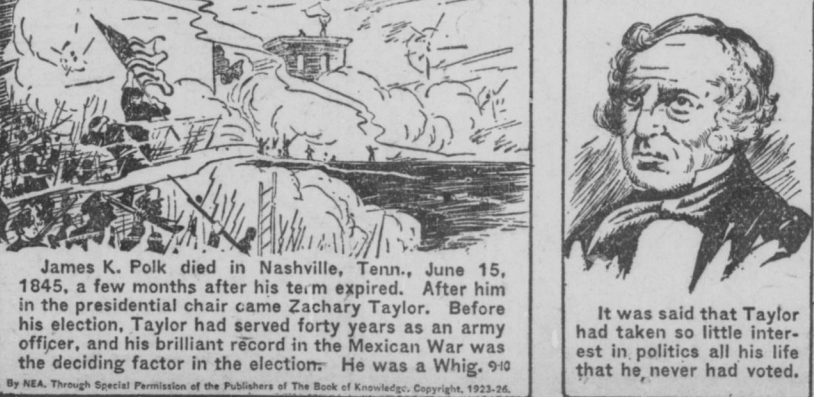 James K. Polk died in Nashville, Tenn., June 15,
1845, a few months after his term expired. After him
in the presidential chair came Zachary Taylor. Before
his election, Taylor had served forty years as an army
officer, and his brilliant record in the Mexican War was
the deciding factor in the election. He was a Whig. 9-10
By NEA, Through Special Permission of the Publishers of The Book of Knowledge, Copyright, 1923-26.
It was said that Taylor
had taken so little inter-
est in politics all his life
that he never had voted.